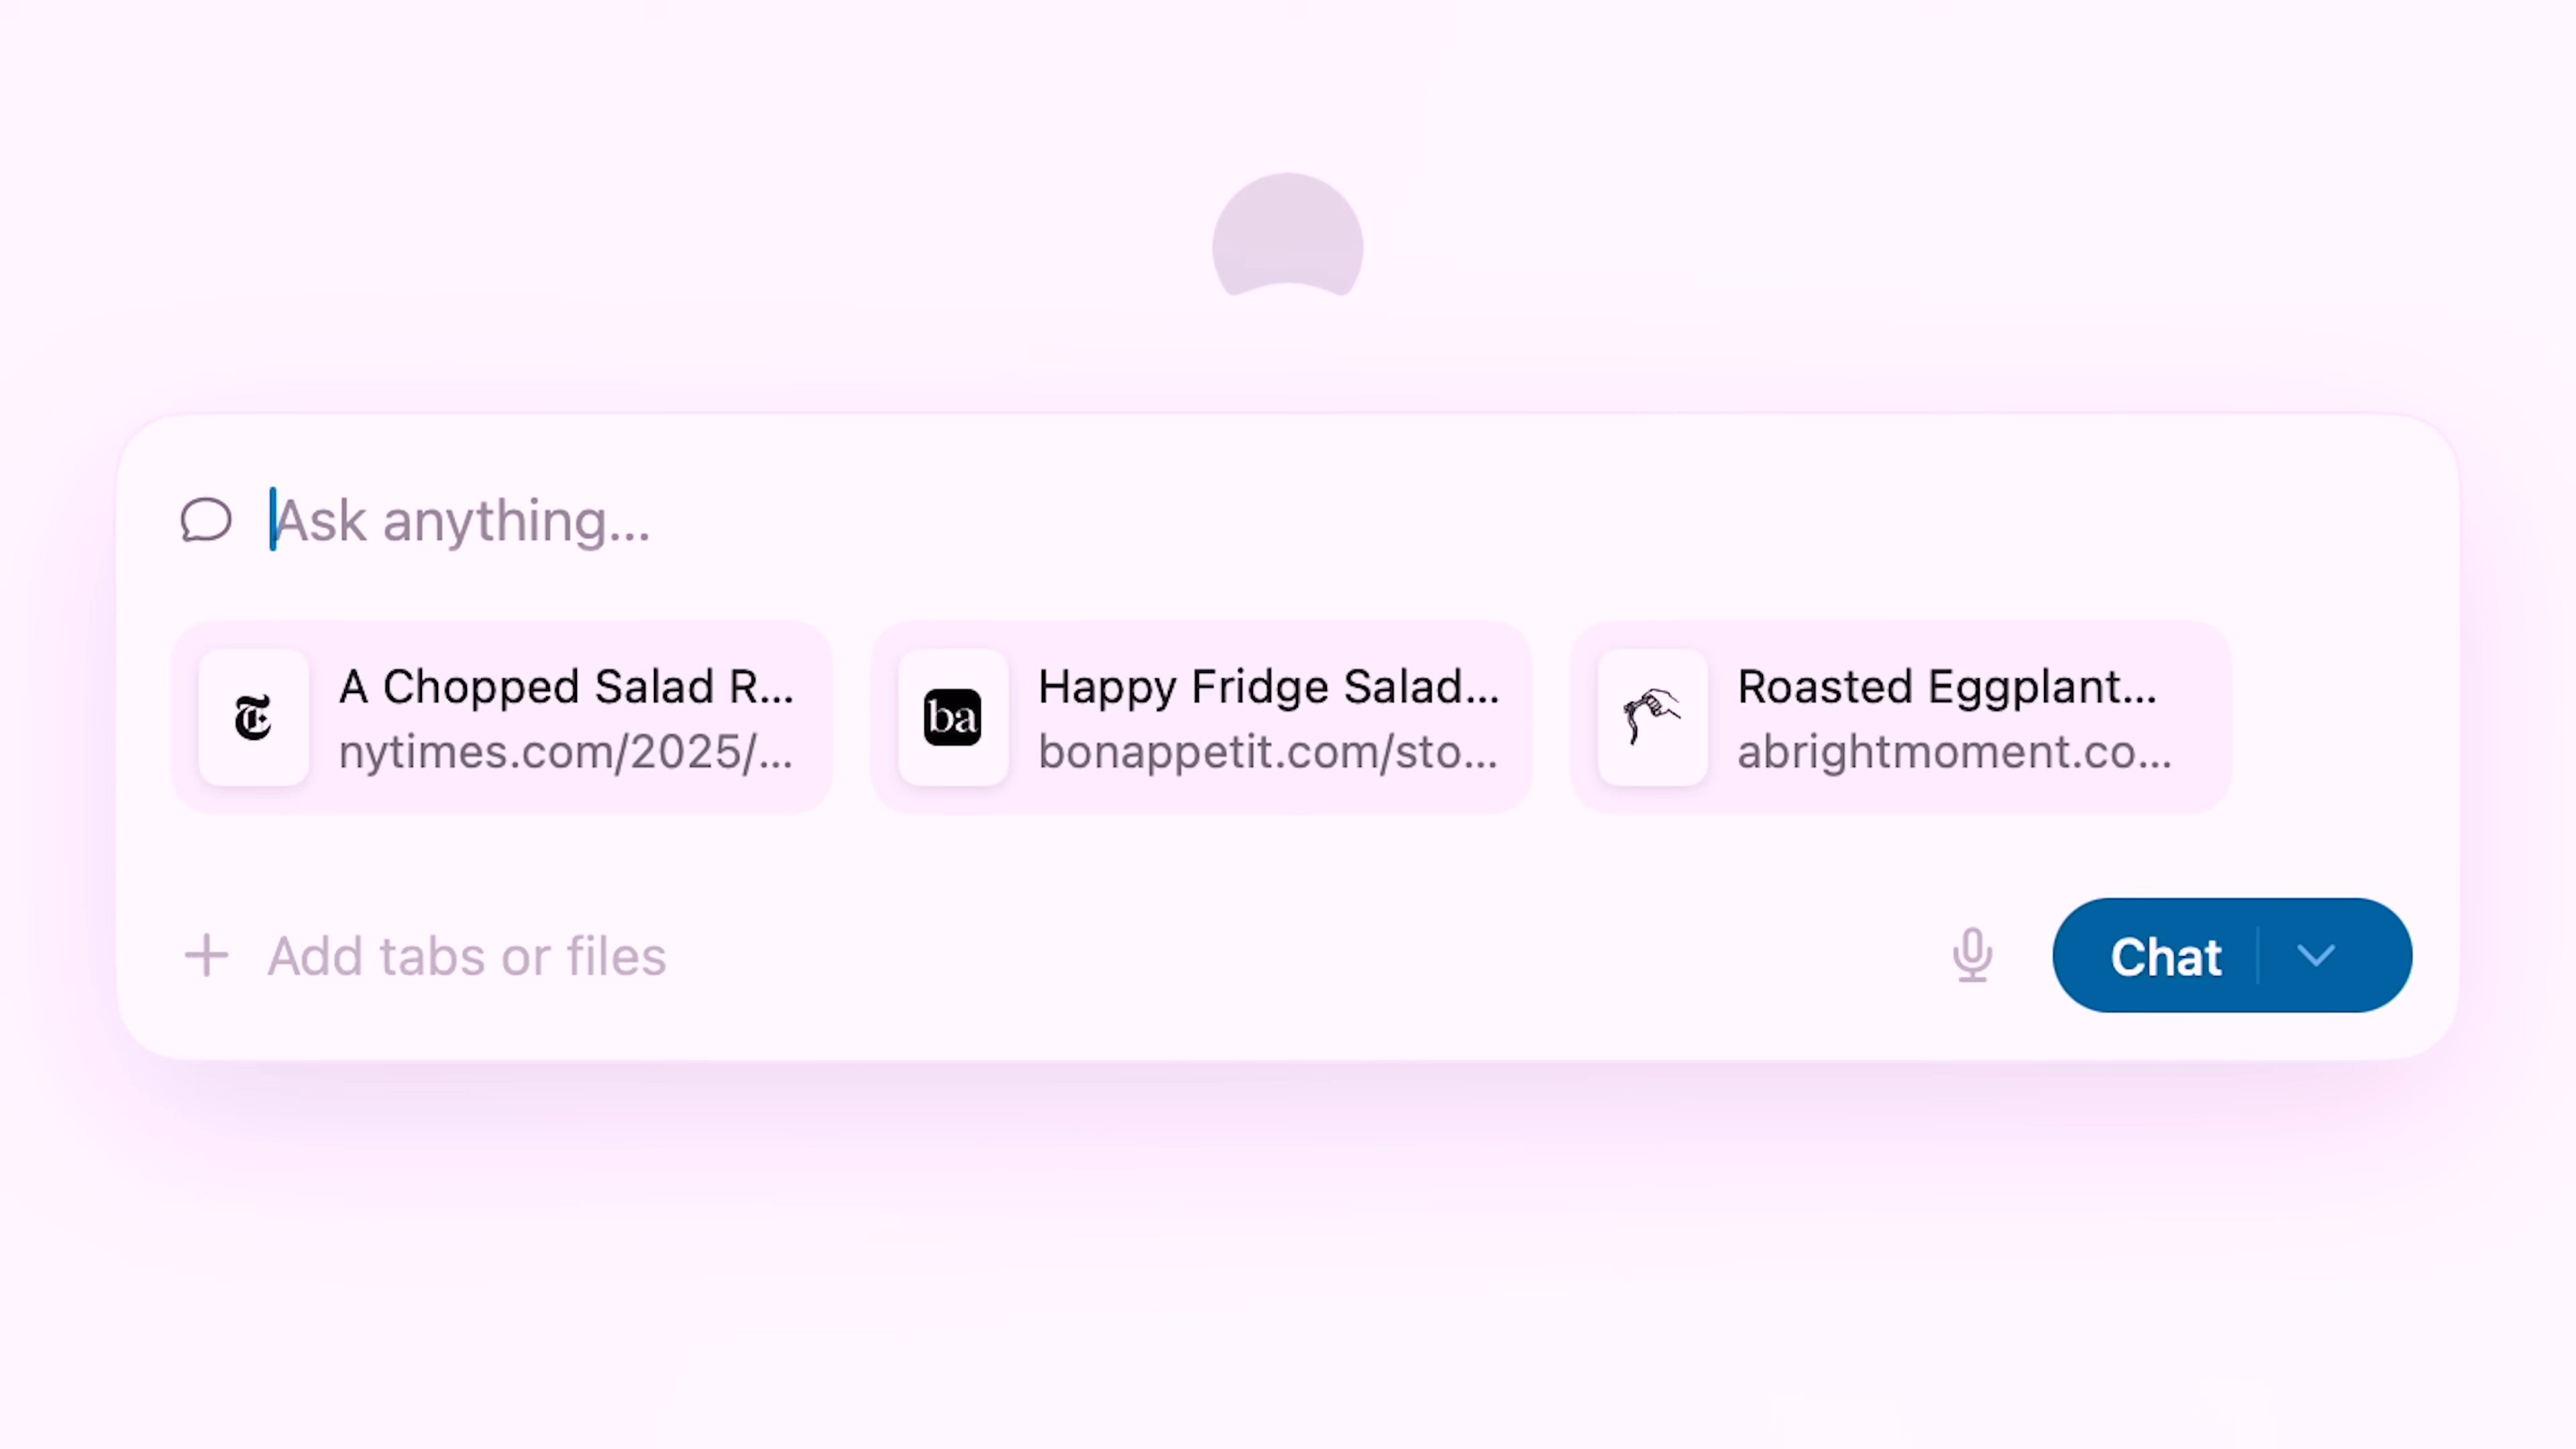 Ask anything...
A Chopped Salad R...
nytimes.com/2025/...
ba
Happy Fridge Salad...
bonappetit.com/sto...
Roasted Eggplant...
abrightmoment.co...
Add tabs or files
Chat